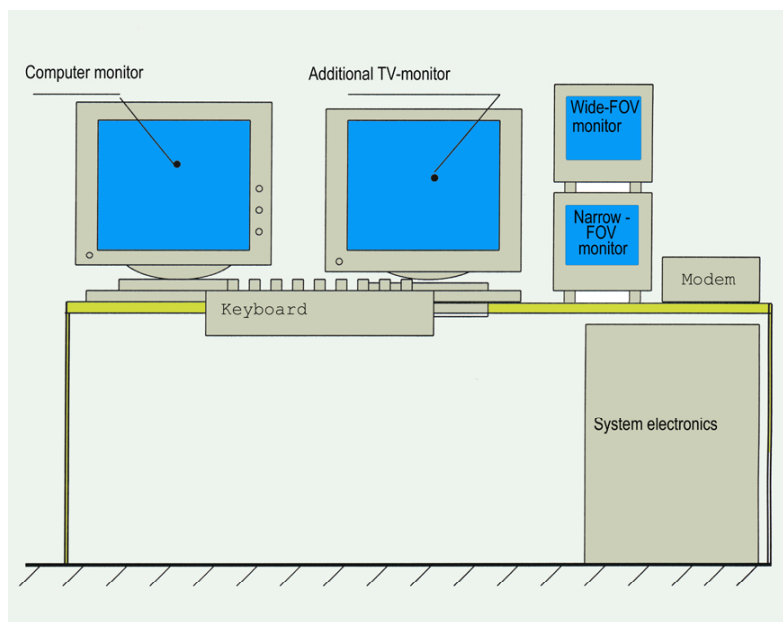 Computer monitor
Additional TV-monitor
Wide-FOV
monitor
Narrow -
FOV
monitor
Modem
Keyboard
System electronics